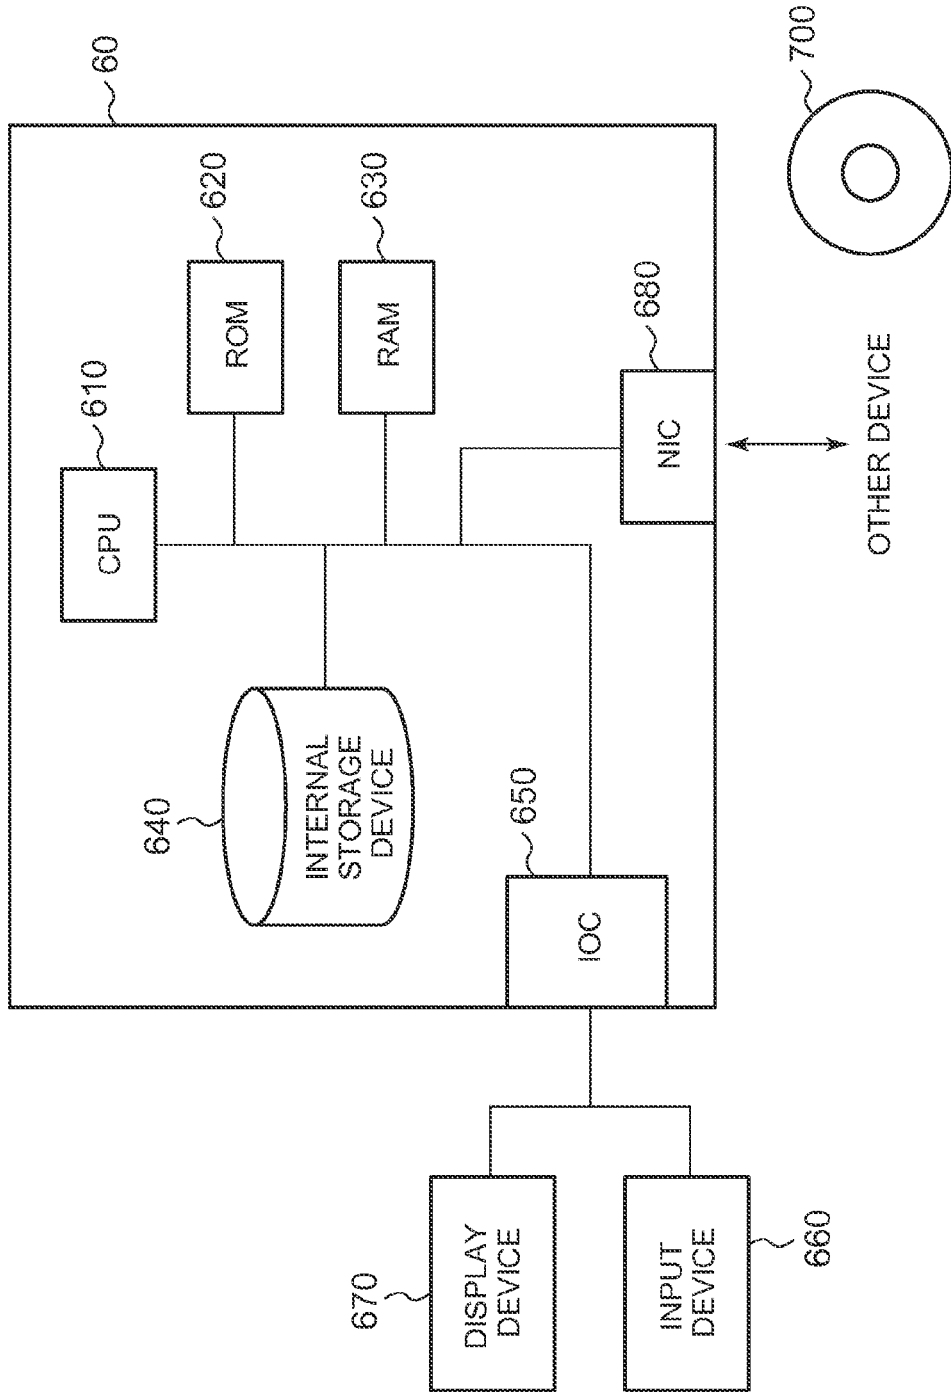 60
610
CPU
620
ROM
630
RAM
640
INTERNAL
STORAGE
DEVICE
650
IOC
680
NIC
670
DISPLAY
DEVICE
INPUT
DEVICE
660
OTHER DEVICE
700